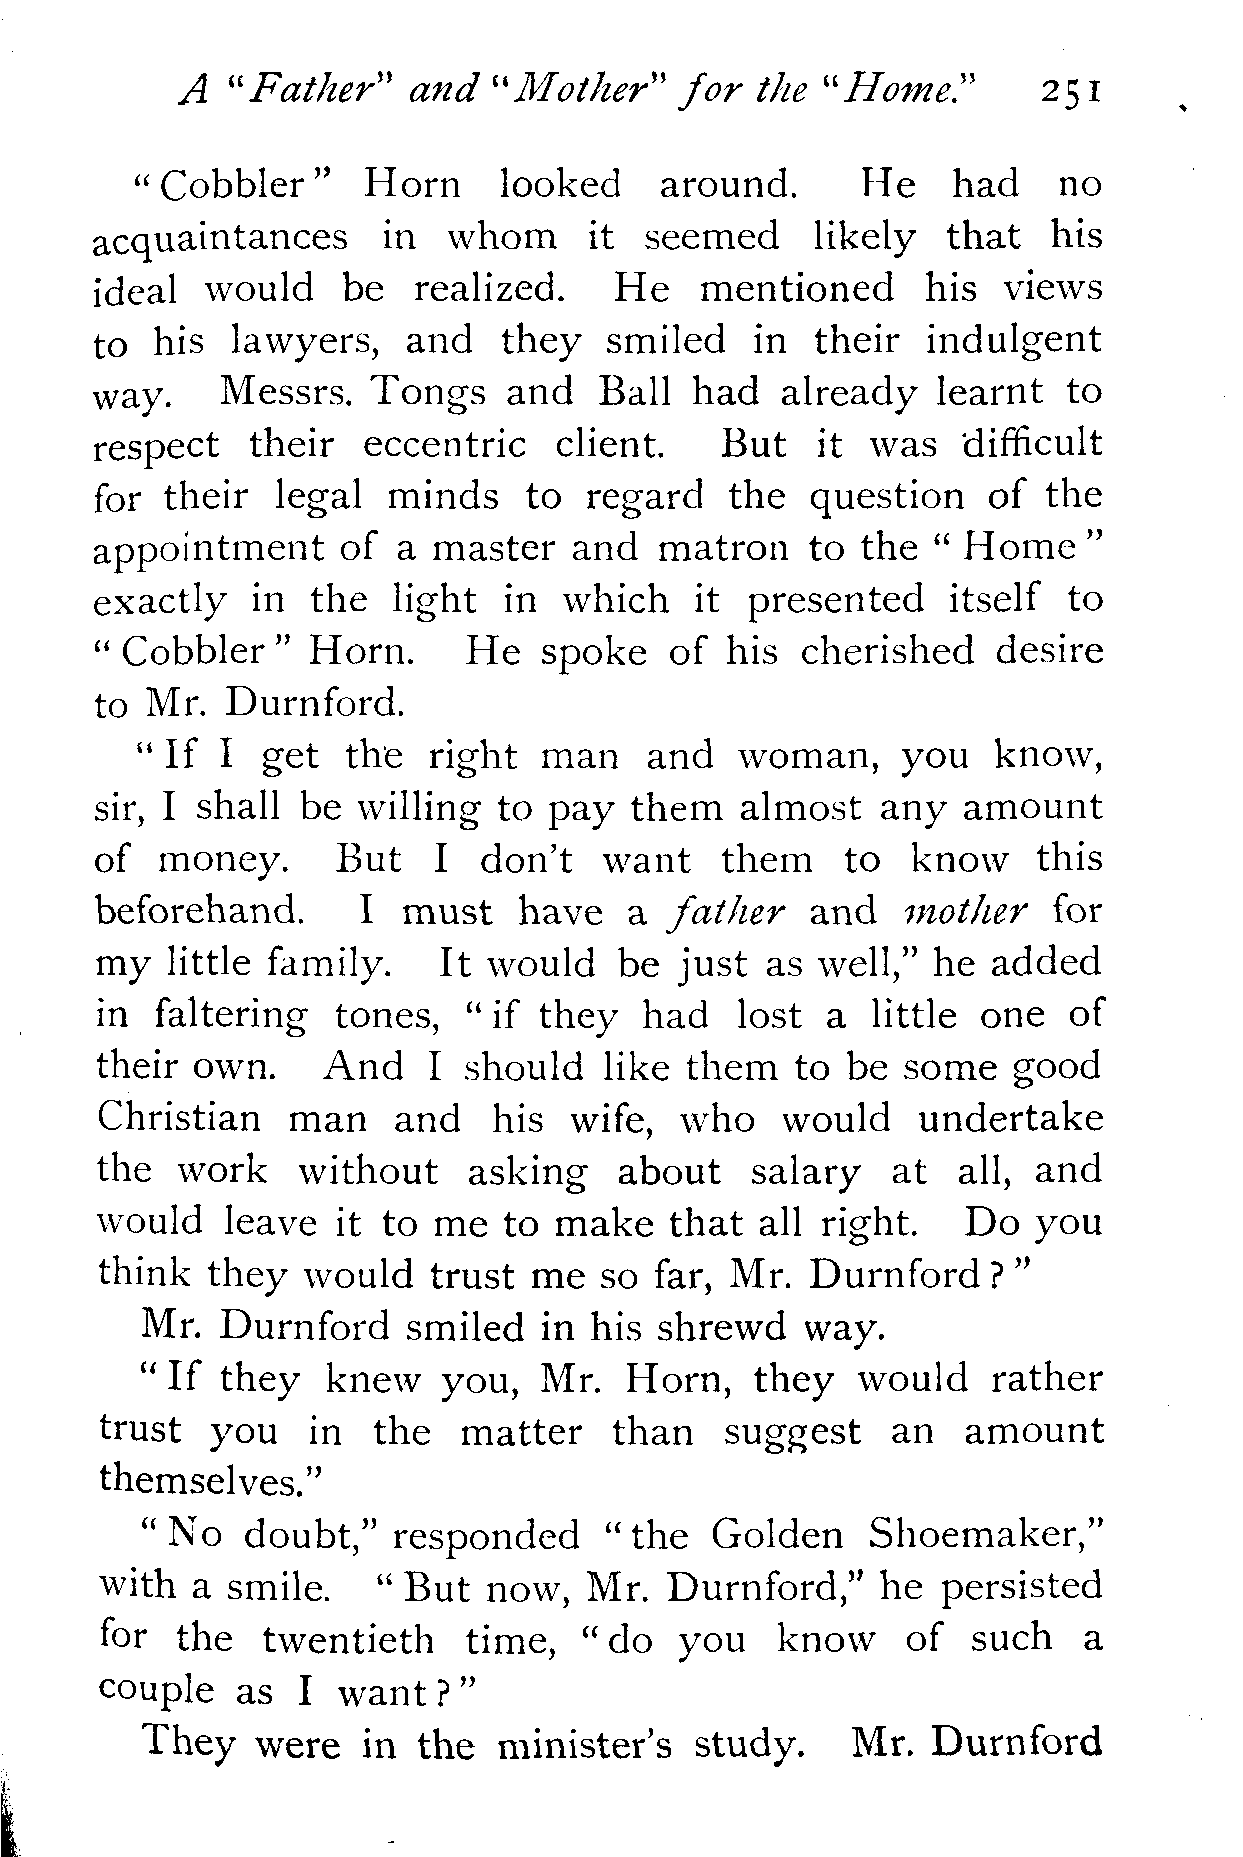 A "Father" and "Mother" for the "Home." 251
"Cobbler" Horn looked around. He had no
acquaintances in whom it seemed likely that his
ideal would be realized. He mentioned his views
to his lawyers, and they smiled in their indulgent
way. Messrs. Tongs and Ball had already learnt to
respect their eccentric client. But it was difficult
for their legal minds to regard the question of the
appointment of a master and matron to the "Home"
exactly in the light in which it presented itself to
"Cobbler" Horn. He spoke of his cherished desire
to Mr. Durnford.
"If I get the right man and woman, you know,
sir, I shall be willing to pay them almost any amount
of money. But I don't want them to know this
beforehand. I must have a father and mother for
my little family. It would be just as well," he added
in faltering tones, "if they had lost a little one of
their own. And I should like them to be some good
Christian man and his wife, who would undertake
the work without asking about salary at all, and
would leave it to me to make that all right. Do you
think they would trust me so far, Mr. Durnford?"
Mr. Durnford smiled in his shrewd way.
"If they knew you, Mr. Horn, they would rather
trust you in the matter than suggest an amount
themselves."
"No doubt," responded "the Golden Shoemaker,"
with a smile. "But now, Mr. Durnford," he persisted
for the twentieth time, "do you know of such a
couple as I want?"
They were in the minister's study. Mr. Durnford